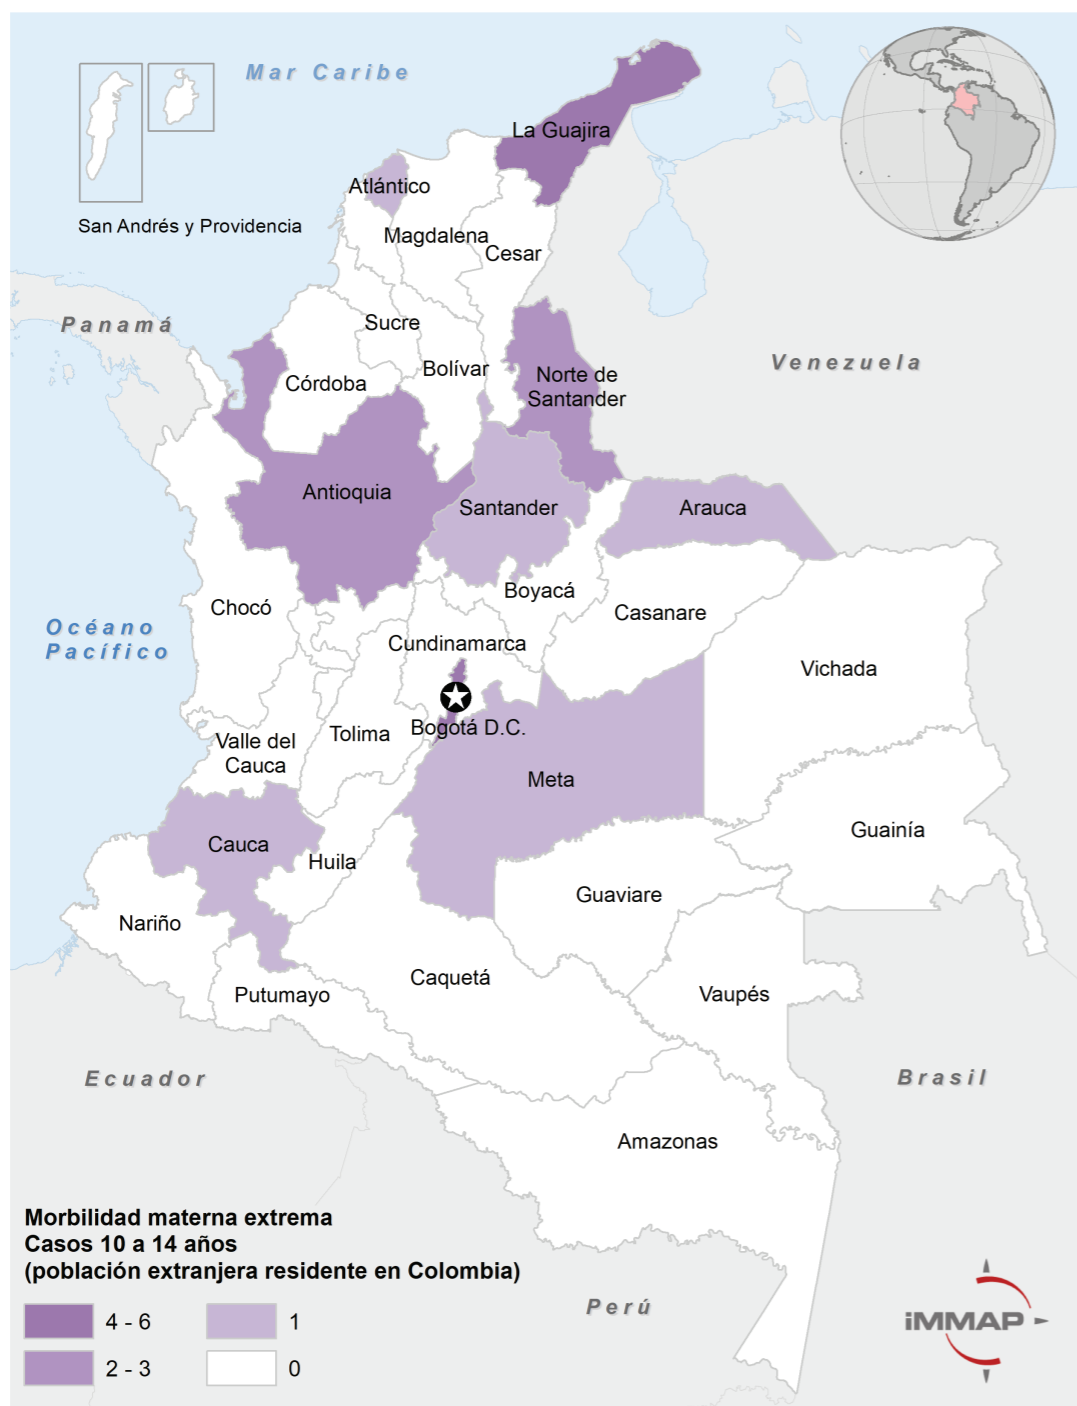 Mar Caribe
La Guajira
Atlántico
San Andrés y Providencia
Magdalena
Cesar
Panamá
Sucre
Venezuela
Bolívar
Norte de
Santander
Córdoba
Antioquia
Santander
Arauca
Boyacá
Chocó
Casanare
Océano
Pacífico
Cundinamarca
Vichada
Bogotá D.C.
Tolima
Valle del
Cauca
Meta
Guainía
Cauca
Huila
Guaviare
Nariño
Caquetá
Vaupés
Putumayo
Ecuador
Brasil
Amazonas
Morbilidad materna extrema
Casos 10 a 14 años
(población extranjera residente en Colombia)
4 - 6
1
2 - 3
0
Perú
iMMAP